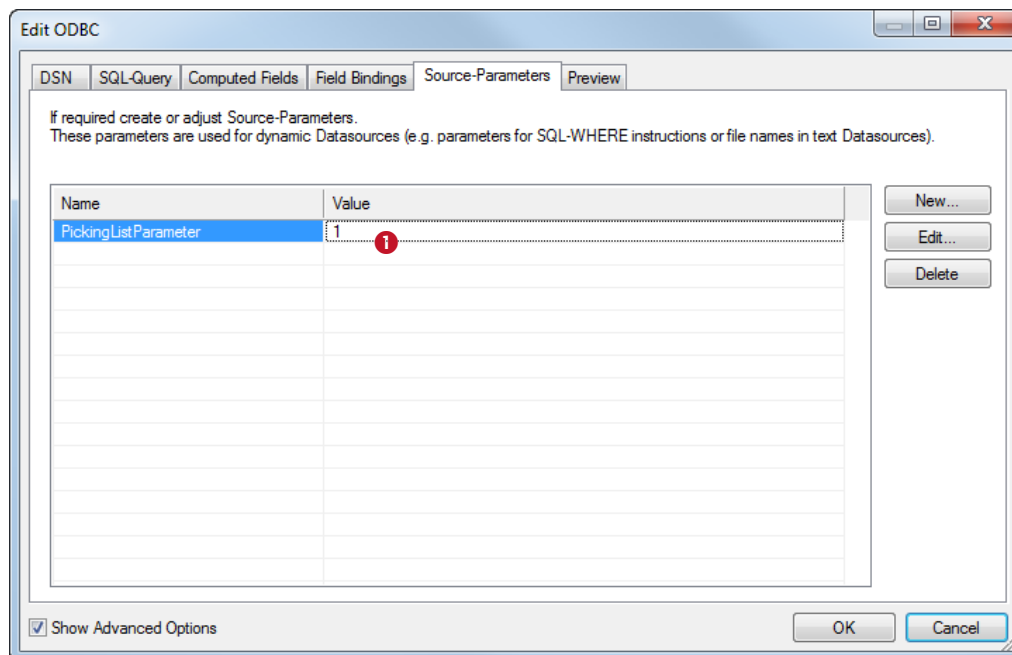 Edit ODBC
DSN SQL-Query Computed Fields Field Bindings Source-Parameters Preview
If required create or adjust Source-Parameters.
These parameters are used for dynamic Datasources (e.g. parameters for SQL-WHERE instructions or file names in text Datasources).
Name Value New...
PickingListParameter 1 Edit...
1
Delete
Show Advanced Options OK Cancel